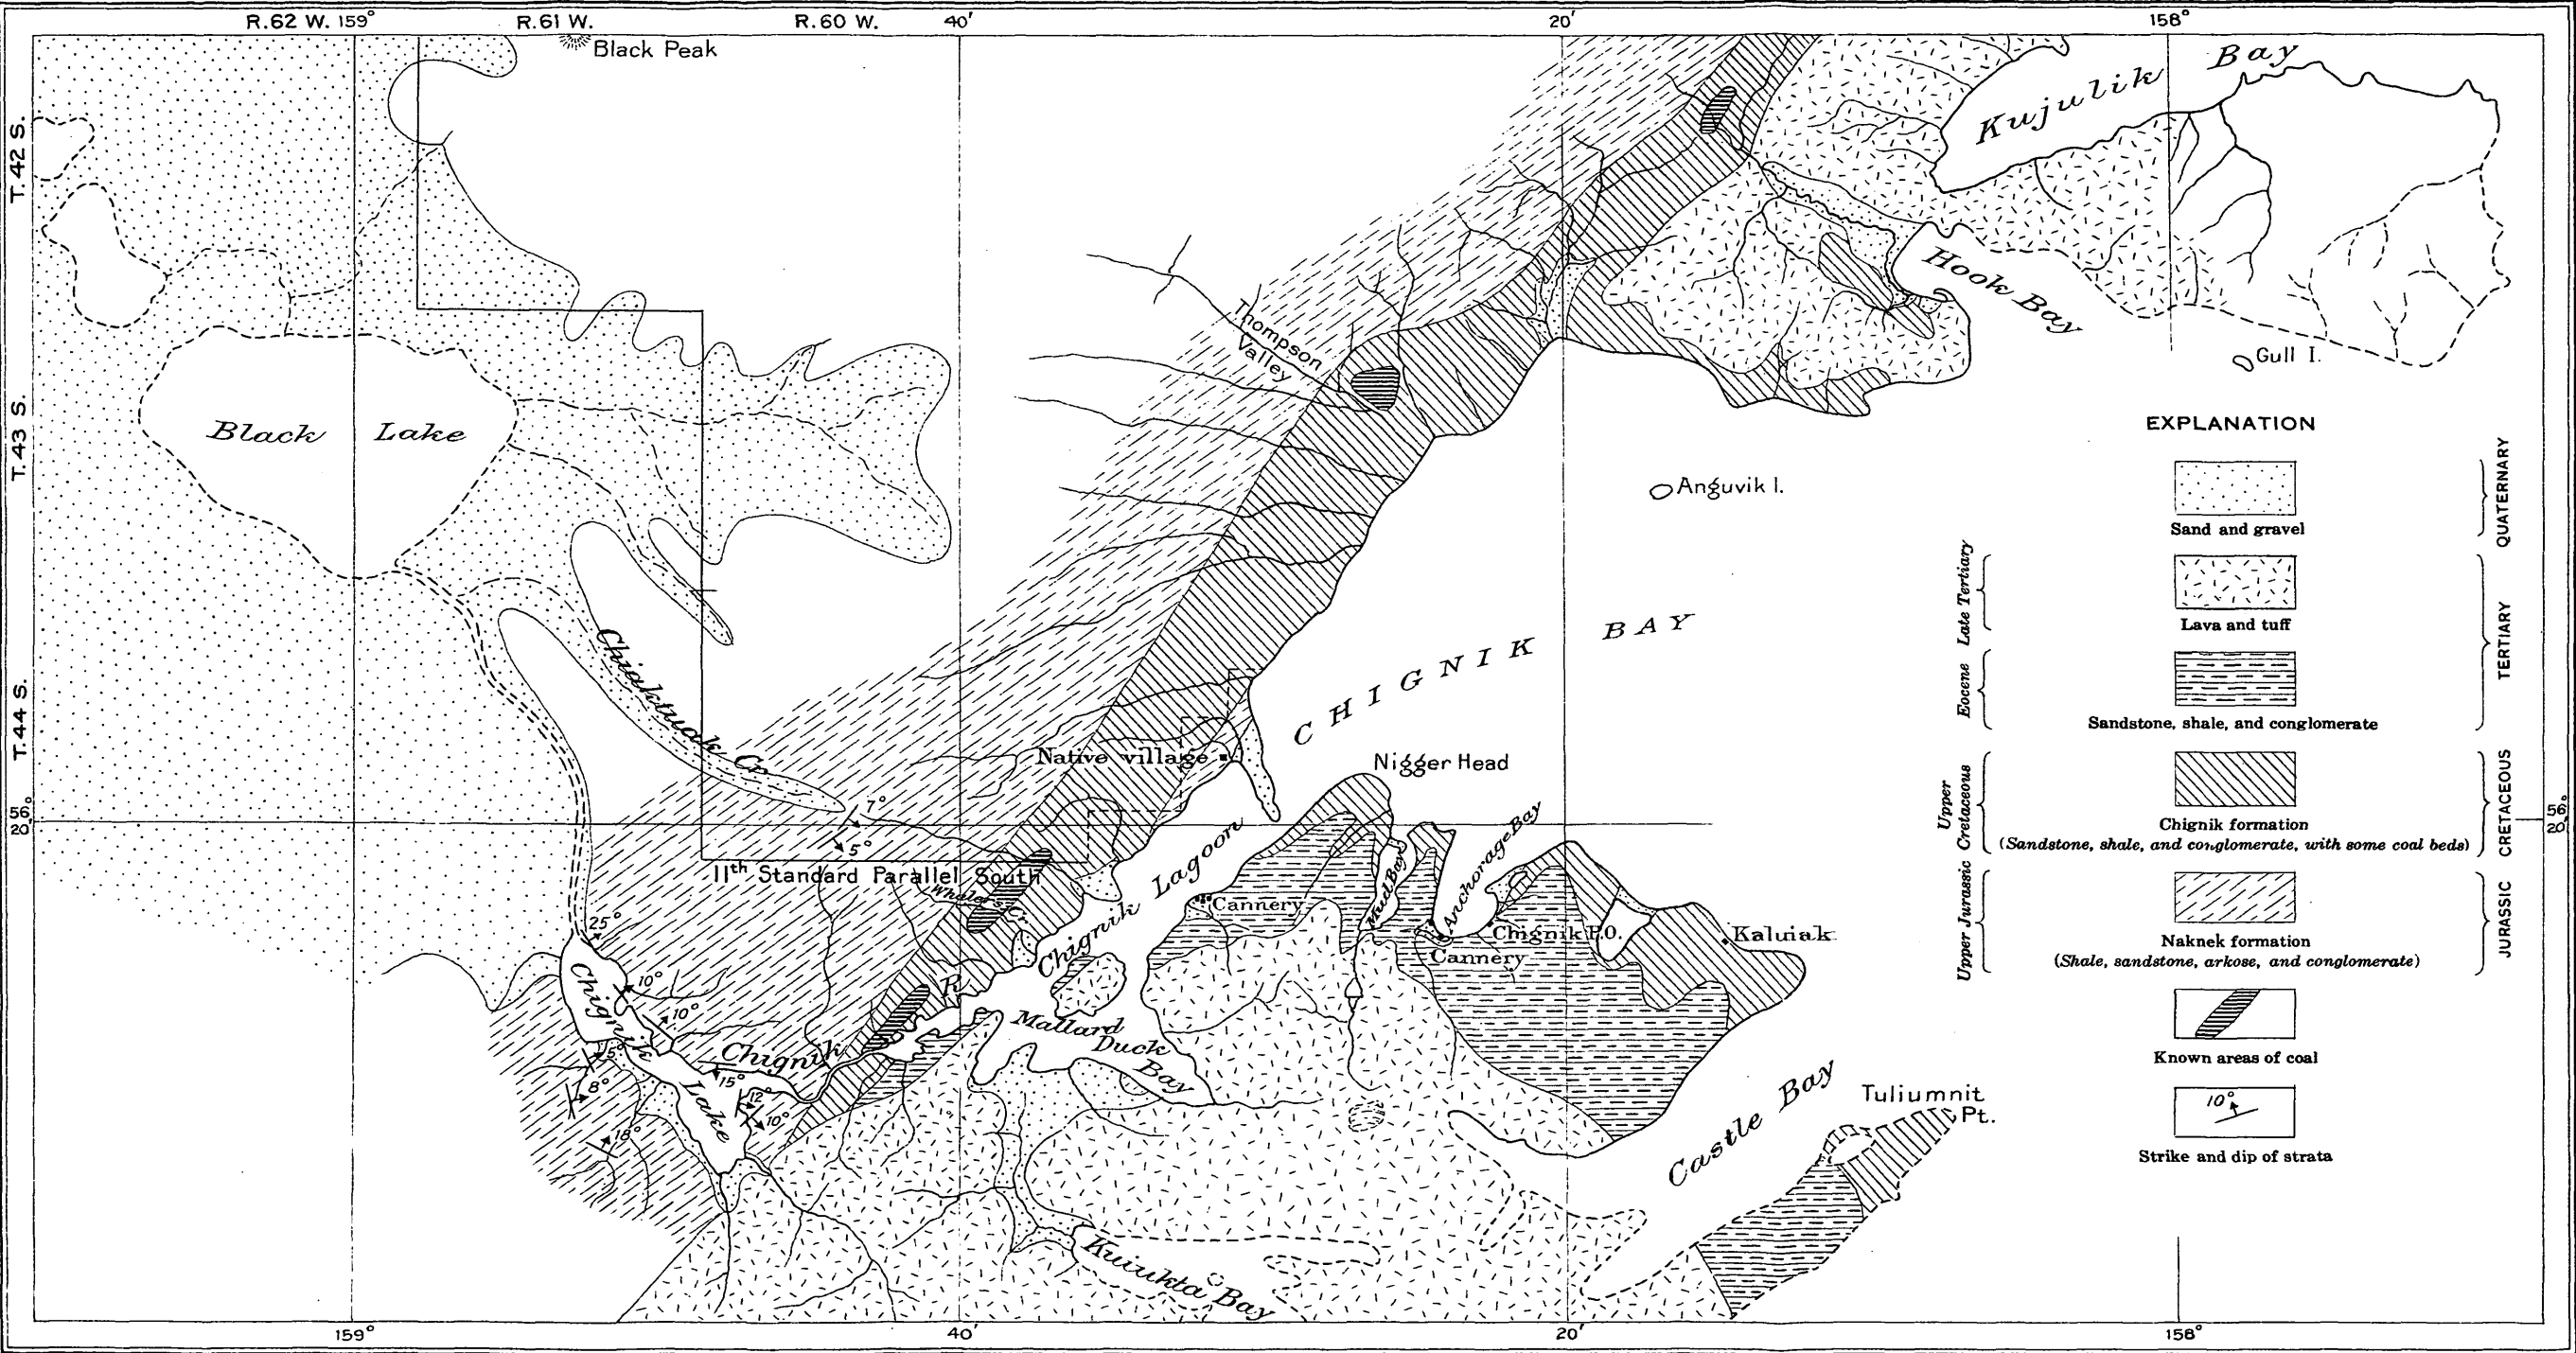 R.62 W. 159° R.61 W. R.60 W. 40' 20' 158°
Black Peak
Kujulik Bay
T. 42 S.
Hook Bay
Thompson
Valley
Gull I.
Black Lake
T. 43 S.
Anguvik I.
CHIGNIK BAY
Chiaktuak Cr.
T. 44 S.
Native village
Nigger Head
56°
20'
7°
5°
11th Standard Parallel South
Whalers Cr.
Chignik Lagoon
Cannery
Mud Bay
Anchorage Bay
Chignik P.O.
Cannery
Kaluiak
25°
10°
10°
5°
8°
18°
15°
12°
10°
Chignik Lake
Chignik R.
Mallard
Duck
Bay
Castle Bay
Tuliumnit
Pt.
Kuiukta Bay
EXPLANATION
Sand and gravel
QUATERNARY
Lava and tuff
Late Tertiary
Sandstone, shale, and conglomerate
Eocene
TERTIARY
Chignik formation
(Sandstone, shale, and conglomerate, with some coal beds)
Upper
Cretaceous
CRETACEOUS
56°
20'
Naknek formation
(Shale, sandstone, arkose, and conglomerate)
Upper Jurassic
JURASSIC
Known areas of coal
10°
Strike and dip of strata
159° 40' 20' 158°